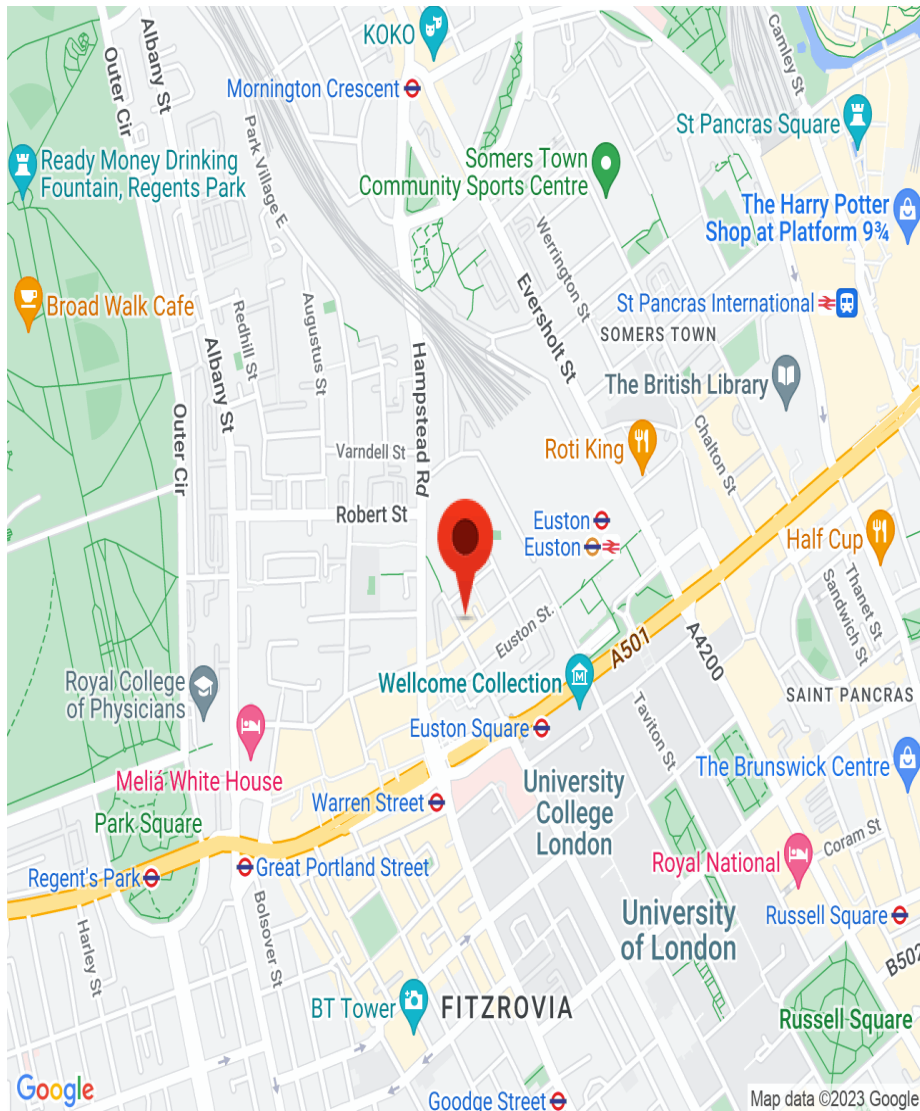 KOKO
Mornington Crescent
Albany St
Outer Cir
Park Village E
Camley St
St Pancras Square
Ready Money Drinking
Fountain, Regents Park
Somers Town
Community Sports Centre
The Harry Potter
Shop at Platform 9¾
Werrington St
Eversholt St
Broad Walk Cafe
Redhill St
Augustus St
St Pancras International
SOMERS TOWN
Albany St
Hampstead Rd
The British Library
Outer Cir
Varndell St
Roti King
Chalton St
Robert St
Euston
Euston
Half Cup
Thanet St
Sandwich St
Euston St.
A501
A4200
Royal College
of Physicians
Wellcome Collection
SAINT PANCRAS
Euston Square
Taviton St
Meliá White House
The Brunswick Centre
Warren Street
University
College
London
Park Square
Coram St
Royal National
Regent's Park
Great Portland Street
Harley St
Bolsover St
University
of London
Russell Square
B502
BT Tower
FITZROVIA
Russell Square
Google
Goodge Street
Map data ©2023 Google